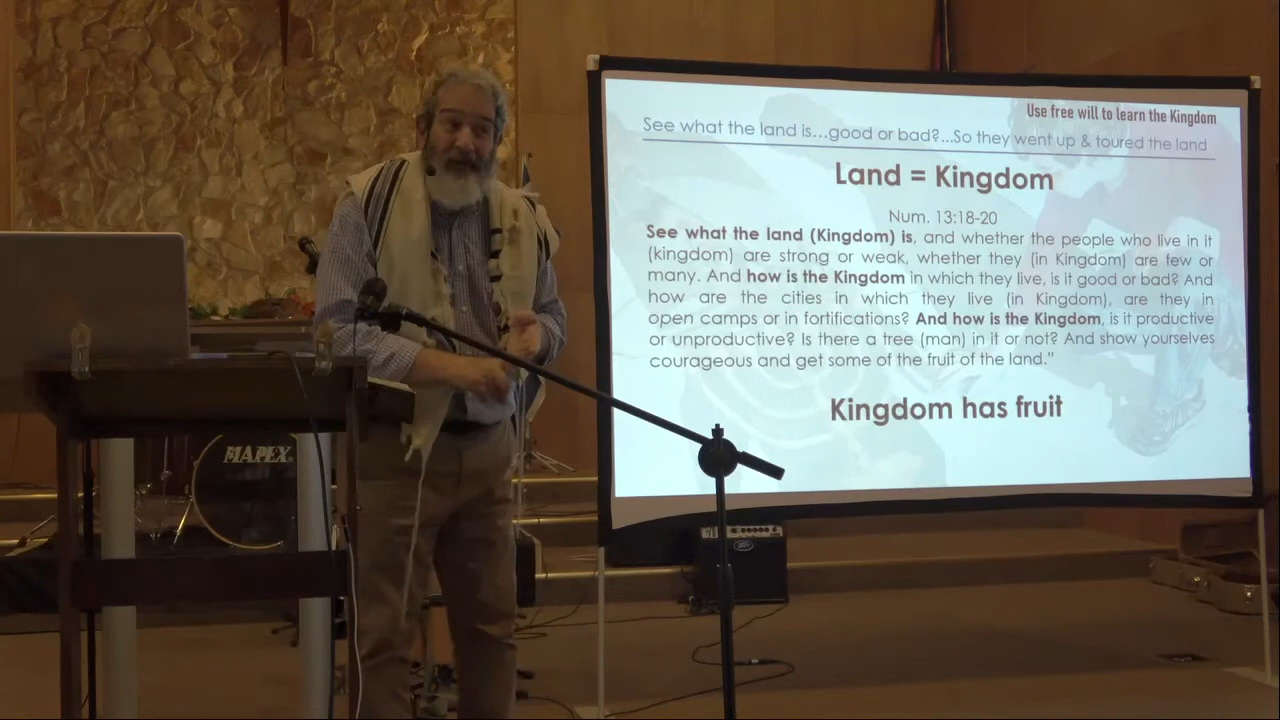 Use free will to learn the Kingdom
See what the land is...good or bad?...So they went up & toured the land
Land = Kingdom
Num. 13:18-20
See what the land (Kingdom) is, and whether the people who live in it
(kingdom) are strong or weak, whether they (in Kingdom) are few or
many. And how is the Kingdom in which they live, is it good or bad? And
how are the cities in which they live (in Kingdom), are they in
open camps or in fortifications? And how is the Kingdom, is it productive
or unproductive? Is there a tree (man) in it or not? And show yourselves
courageous and get some of the fruit of the land."
Kingdom has fruit
MAPEX